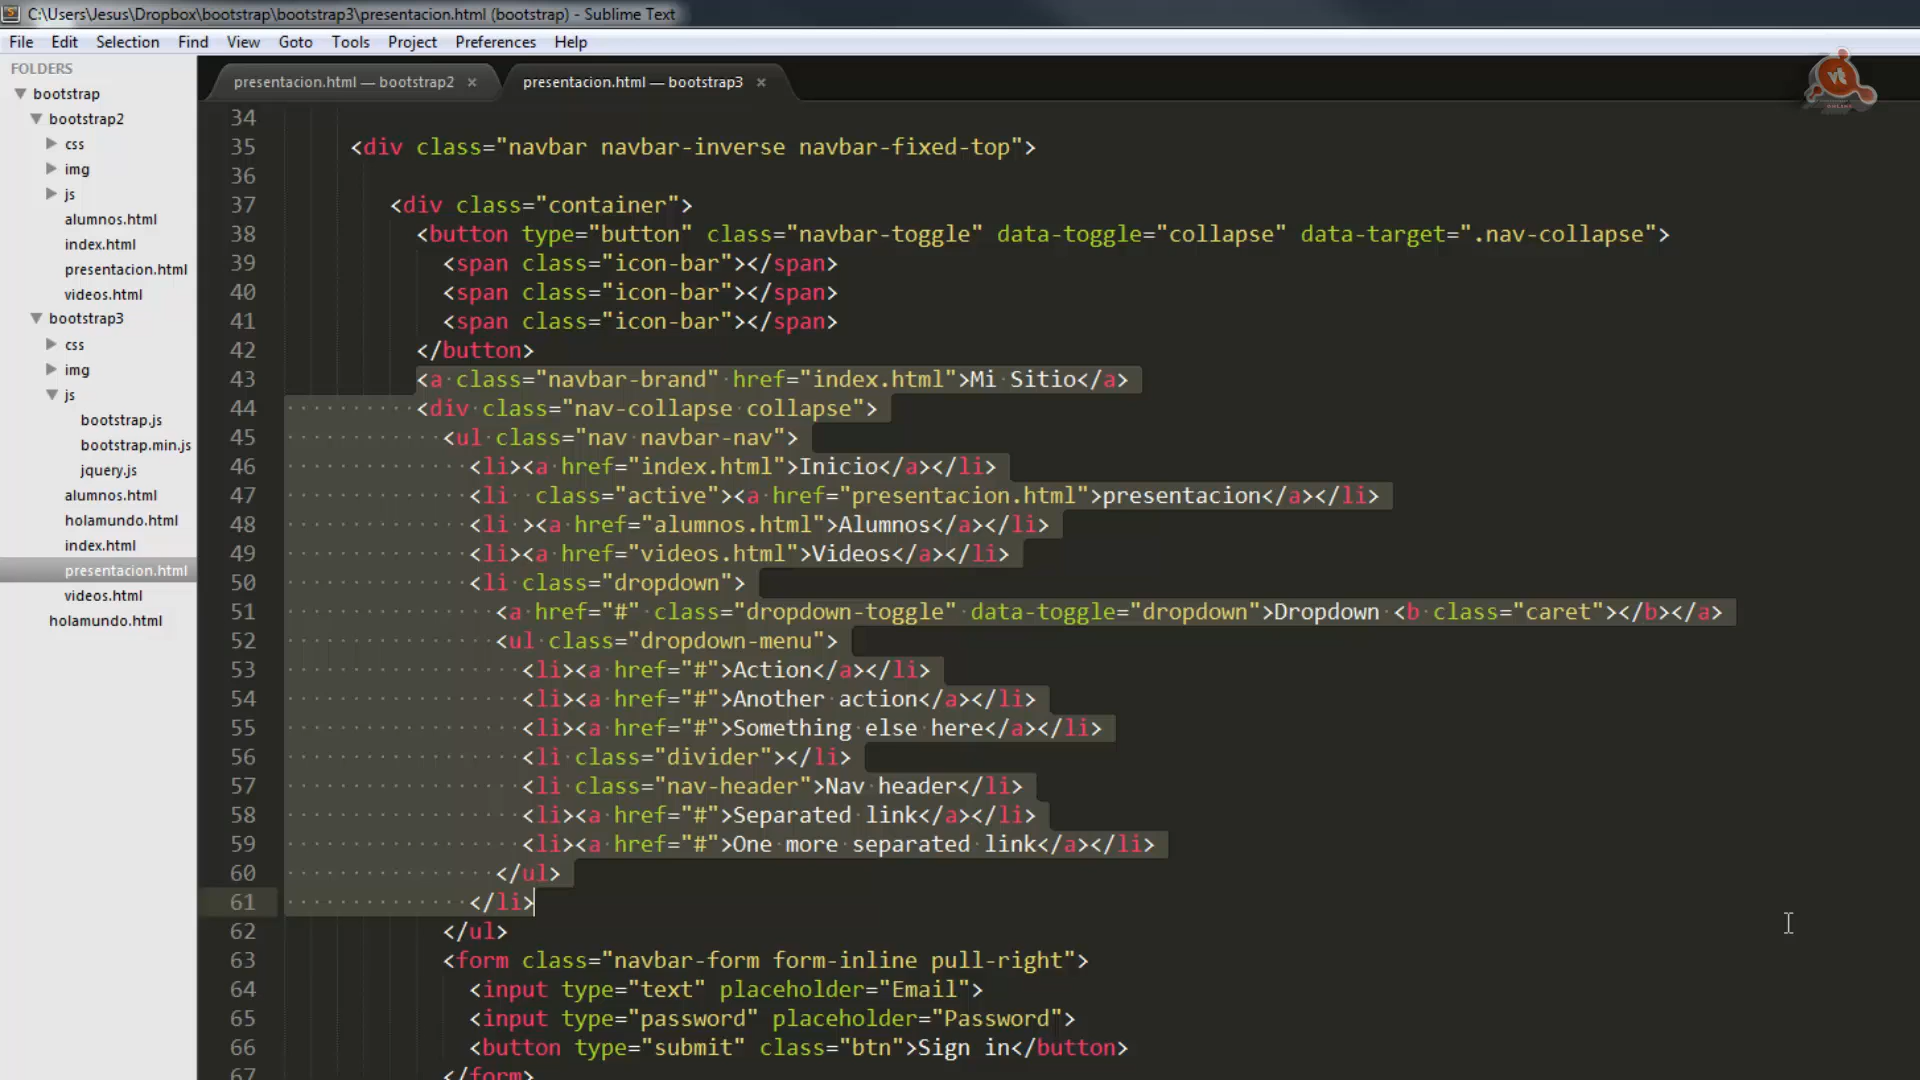 C:\Users\Jesus\Dropbox\bootstrap\bootstrap3\presentacion.html (bootstrap) - Sublime Text
File Edit Selection Find View Goto Tools Project Preferences Help
FOLDERS
bootstrap
bootstrap2
css
img
js
alumnos.html
index.html
presentacion.html
videos.html
bootstrap3
css
img
js
bootstrap.js
bootstrap.min.js
jquery.js
alumnos.html
holamundo.html
index.html
presentacion.html
videos.html
holamundo.html
presentacion.html — bootstrap2 × presentacion.html — bootstrap3 ×
vt
34
35 <div class="navbar navbar-inverse navbar-fixed-top">
36
37 <div class="container">
38 <button type="button" class="navbar-toggle" data-toggle="collapse" data-target=".nav-collapse">
39 <span class="icon-bar"></span>
40 <span class="icon-bar"></span>
41 <span class="icon-bar"></span>
42 </button>
43 <a class="navbar-brand" href="index.html">Mi Sitio</a>
44 <div class="nav-collapse collapse">
45 <ul class="nav navbar-nav">
46 <li><a href="index.html">Inicio</a></li>
47 <li  class="active"><a href="presentacion.html">presentacion</a></li>
48 <li ><a href="alumnos.html">Alumnos</a></li>
49 <li><a href="videos.html">Videos</a></li>
50 <li class="dropdown">
51 <a href="#" class="dropdown-toggle" data-toggle="dropdown">Dropdown <b class="caret"></b></a>
52 <ul class="dropdown-menu">
53 <li><a href="#">Action</a></li>
54 <li><a href="#">Another action</a></li>
55 <li><a href="#">Something else here</a></li>
56 <li class="divider"></li>
57 <li class="nav-header">Nav header</li>
58 <li><a href="#">Separated link</a></li>
59 <li><a href="#">One more separated link</a></li>
60 </ul>
61 </li>
62 </ul>
63 <form class="navbar-form form-inline pull-right">
64 <input type="text" placeholder="Email">
65 <input type="password" placeholder="Password">
66 <button type="submit" class="btn">Sign in</button>
67 </form>